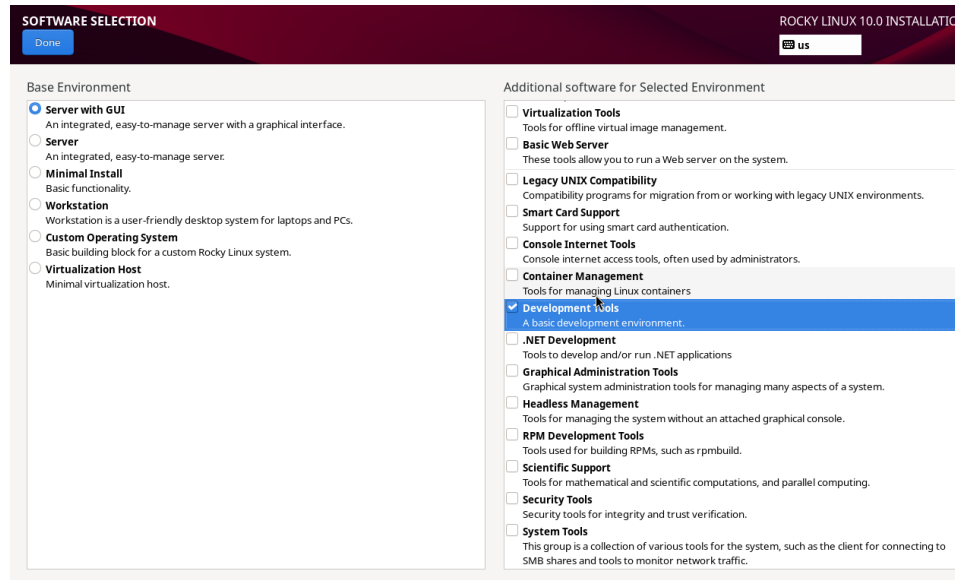 SOFTWARE SELECTION
ROCKY LINUX 10.0 INSTALLATIO
Done
us
Base Environment
Server with GUI
An integrated, easy-to-manage server with a graphical interface.
Server
An integrated, easy-to-manage server.
Minimal Install
Basic functionality.
Workstation
Workstation is a user-friendly desktop system for laptops and PCs.
Custom Operating System
Basic building block for a custom Rocky Linux system.
Virtualization Host
Minimal virtualization host.
Additional software for Selected Environment
Virtualization Tools
Tools for offline virtual image management.
Basic Web Server
These tools allow you to run a Web server on the system.
Legacy UNIX Compatibility
Compatibility programs for migration from or working with legacy UNIX environments.
Smart Card Support
Support for using smart card authentication.
Console Internet Tools
Console internet access tools, often used by administrators.
Container Management
Tools for managing Linux containers
Development Tools
A basic development environment.
.NET Development
Tools to develop and/or run .NET applications
Graphical Administration Tools
Graphical system administration tools for managing many aspects of a system.
Headless Management
Tools for managing the system without an attached graphical console.
RPM Development Tools
Tools used for building RPMs, such as rpmbuild.
Scientific Support
Tools for mathematical and scientific computations, and parallel computing.
Security Tools
Security tools for integrity and trust verification.
System Tools
This group is a collection of various tools for the system, such as the client for connecting to
SMB shares and tools to monitor network traffic.